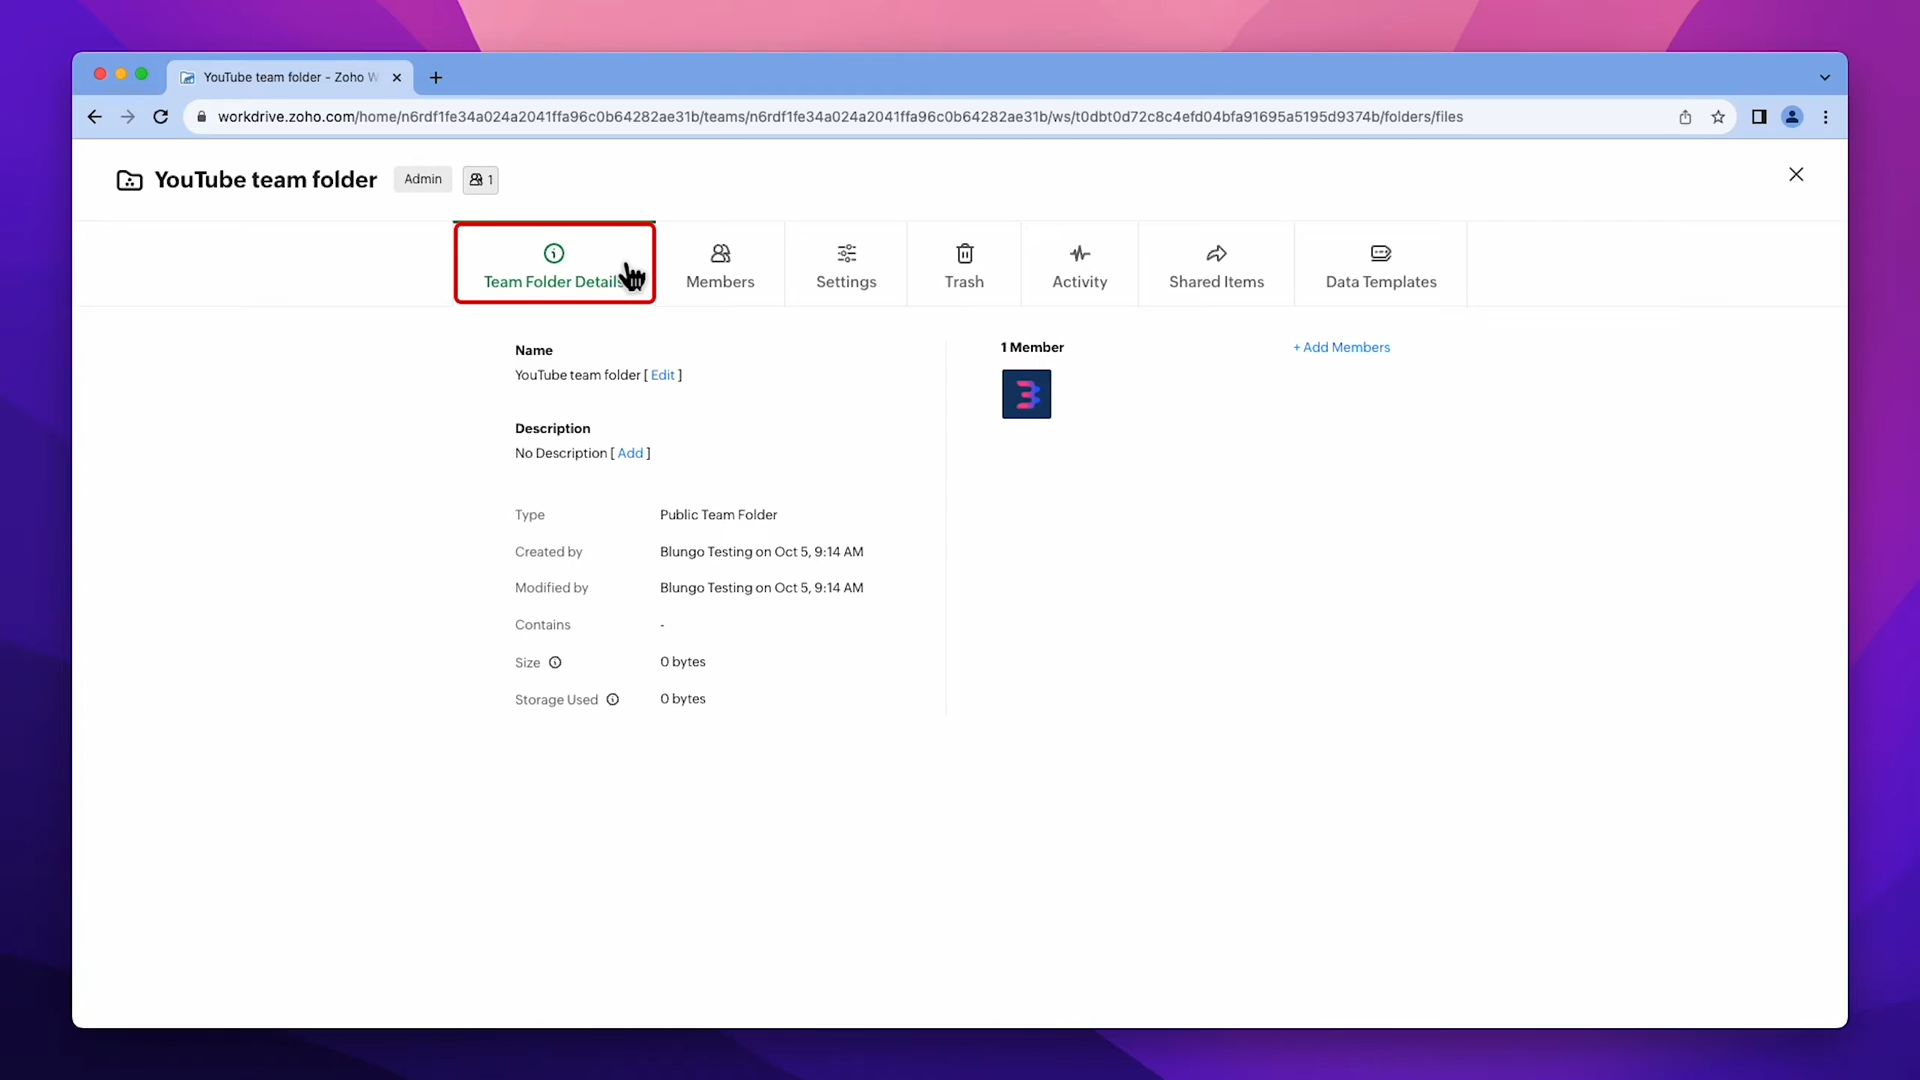 YouTube team folder - Zoho W
workdrive.zoho.com/home/n6rdf1fe34a024a2041ffa96c0b64282ae31b/teams/n6rdf1fe34a024a2041ffa96c0b64282ae31b/ws/t0dbt0d72c8c4efd04bfa91695a5195d9374b/folders/files
YouTube team folder Admin 1
Team Folder Details Members Settings Trash Activity Shared Items Data Templates
Name
YouTube team folder [ Edit ]
Description
No Description [ Add ]
Type Public Team Folder
Created by Blungo Testing on Oct 5, 9:14 AM
Modified by Blungo Testing on Oct 5, 9:14 AM
Contains -
Size 0 bytes
Storage Used 0 bytes
1 Member + Add Members